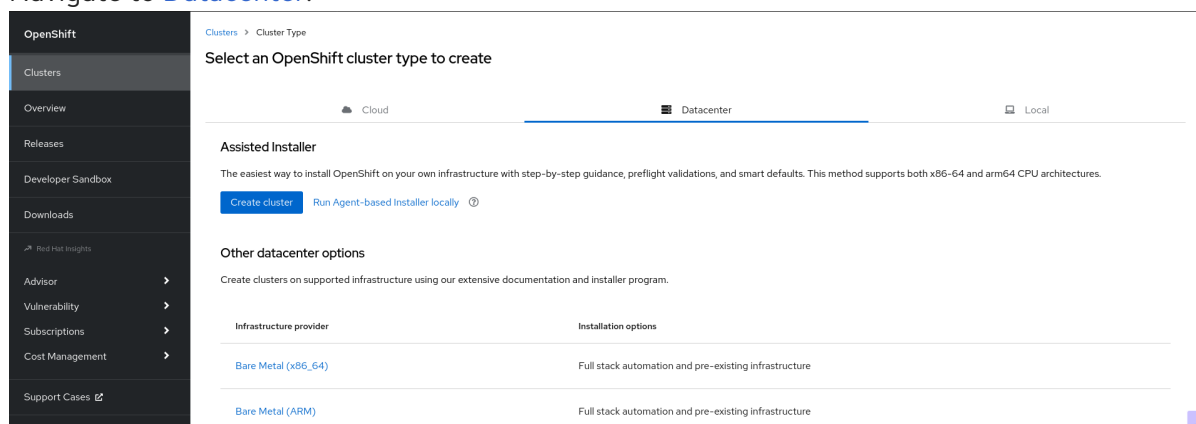 Navigate to Datacenter.
OpenShift
Clusters
Overview
Releases
Developer Sandbox
Downloads
Red Hat Insights
Advisor
Vulnerability
Subscriptions
Cost Management
Support Cases
Clusters > Cluster Type
Select an OpenShift cluster type to create
Cloud Datacenter Local
Assisted Installer
The easiest way to install OpenShift on your own infrastructure with step-by-step guidance, preflight validations, and smart defaults. This method supports both x86-64 and arm64 CPU architectures.
Create cluster Run Agent-based Installer locally
Other datacenter options
Create clusters on supported infrastructure using our extensive documentation and installer program.
Infrastructure provider Installation options
Bare Metal (x86_64) Full stack automation and pre-existing infrastructure
Bare Metal (ARM) Full stack automation and pre-existing infrastructure